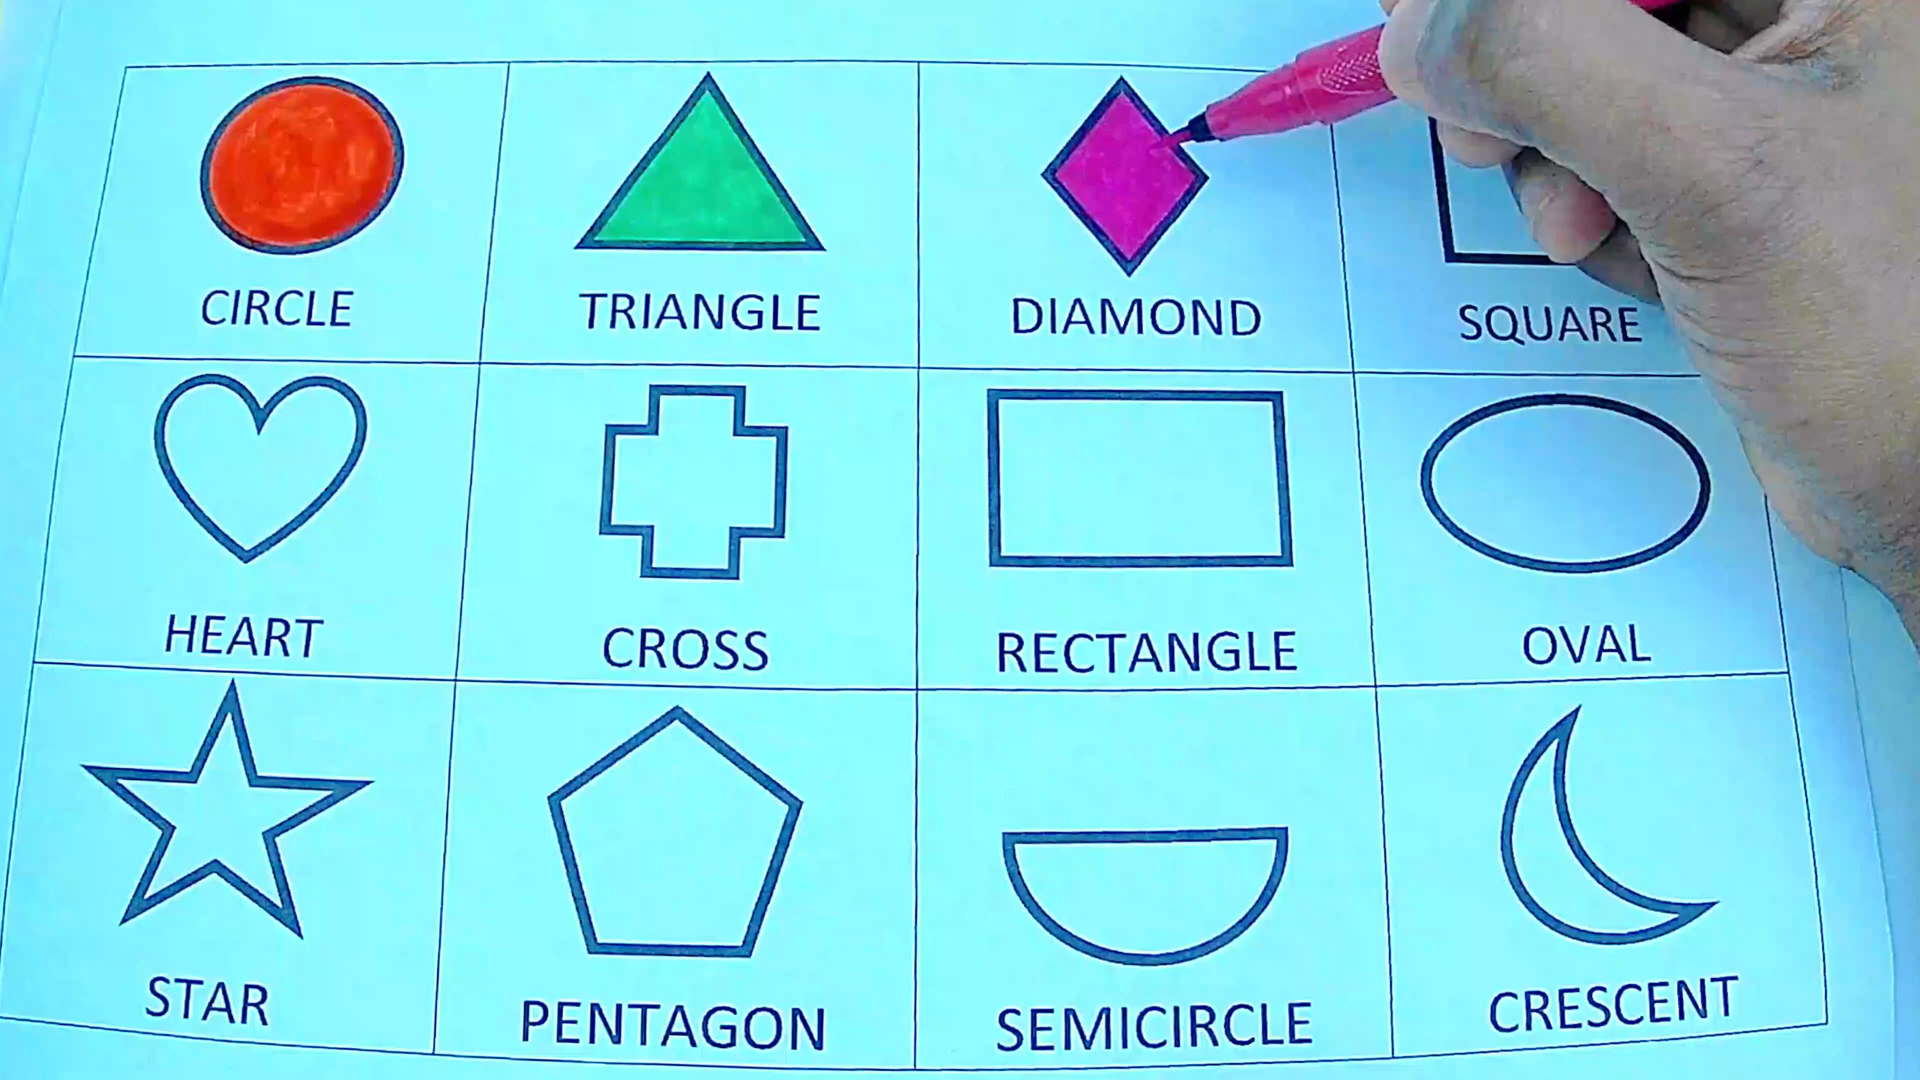 CIRCLE
TRIANGLE
DIAMOND
SQUARE
HEART
CROSS
RECTANGLE
OVAL
STAR
PENTAGON
SEMICIRCLE
CRESCENT